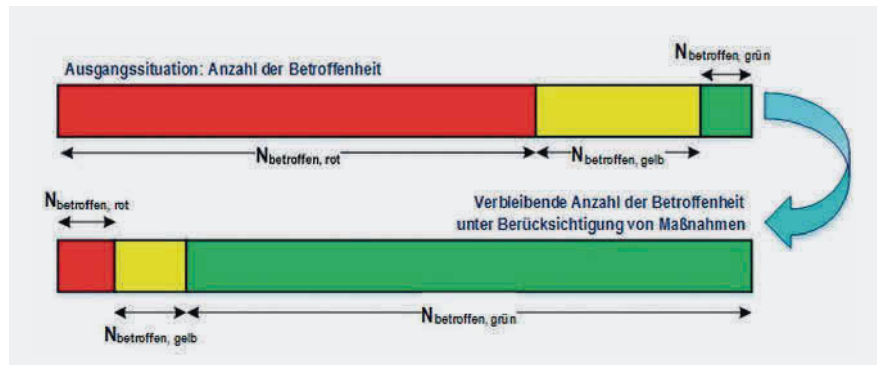 Ausgangssituation: Anzahl der Betroffenheit
Nbetroffen, grün
Nbetroffen, rot
Nbetroffen, gelb
Nbetroffen, rot
Verbleibende Anzahl der Betroffenheit
unter Berücksichtigung von Maßnahmen
Nbetroffen, gelb
Nbetroffen, grün